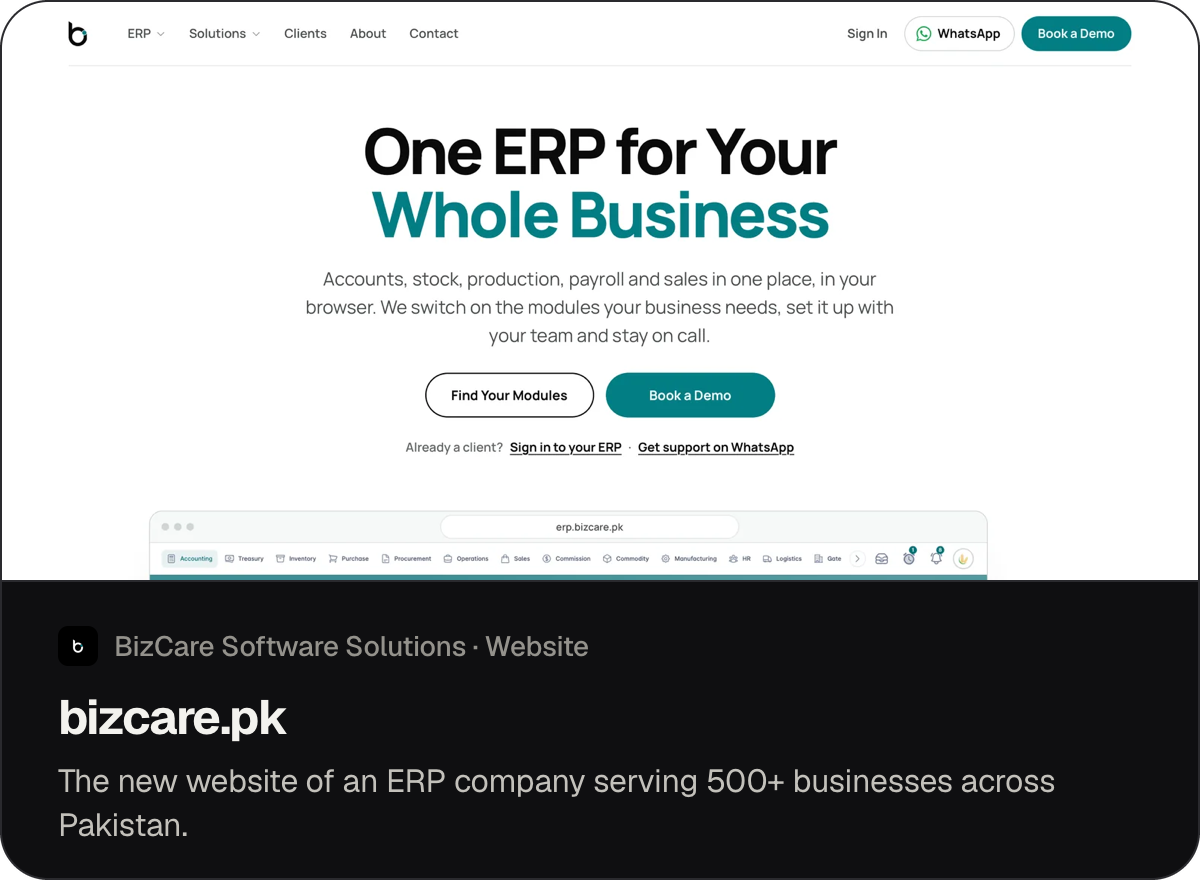 b ERP Solutions Clients About Contact Sign In WhatsApp Book a Demo
One ERP for Your
Whole Business
Accounts, stock, production, payroll and sales in one place, in your
browser. We switch on the modules your business needs, set it up with
your team and stay on call.
Find Your Modules Book a Demo
Already a client? Sign in to your ERP · Get support on WhatsApp
erp.bizcare.pk
Accounting Treasury Inventory Purchase Procurement Operations Sales Commission Commodity Manufacturing HR Logistics Gate
b BizCare Software Solutions · Website
bizcare.pk
The new website of an ERP company serving 500+ businesses across
Pakistan.